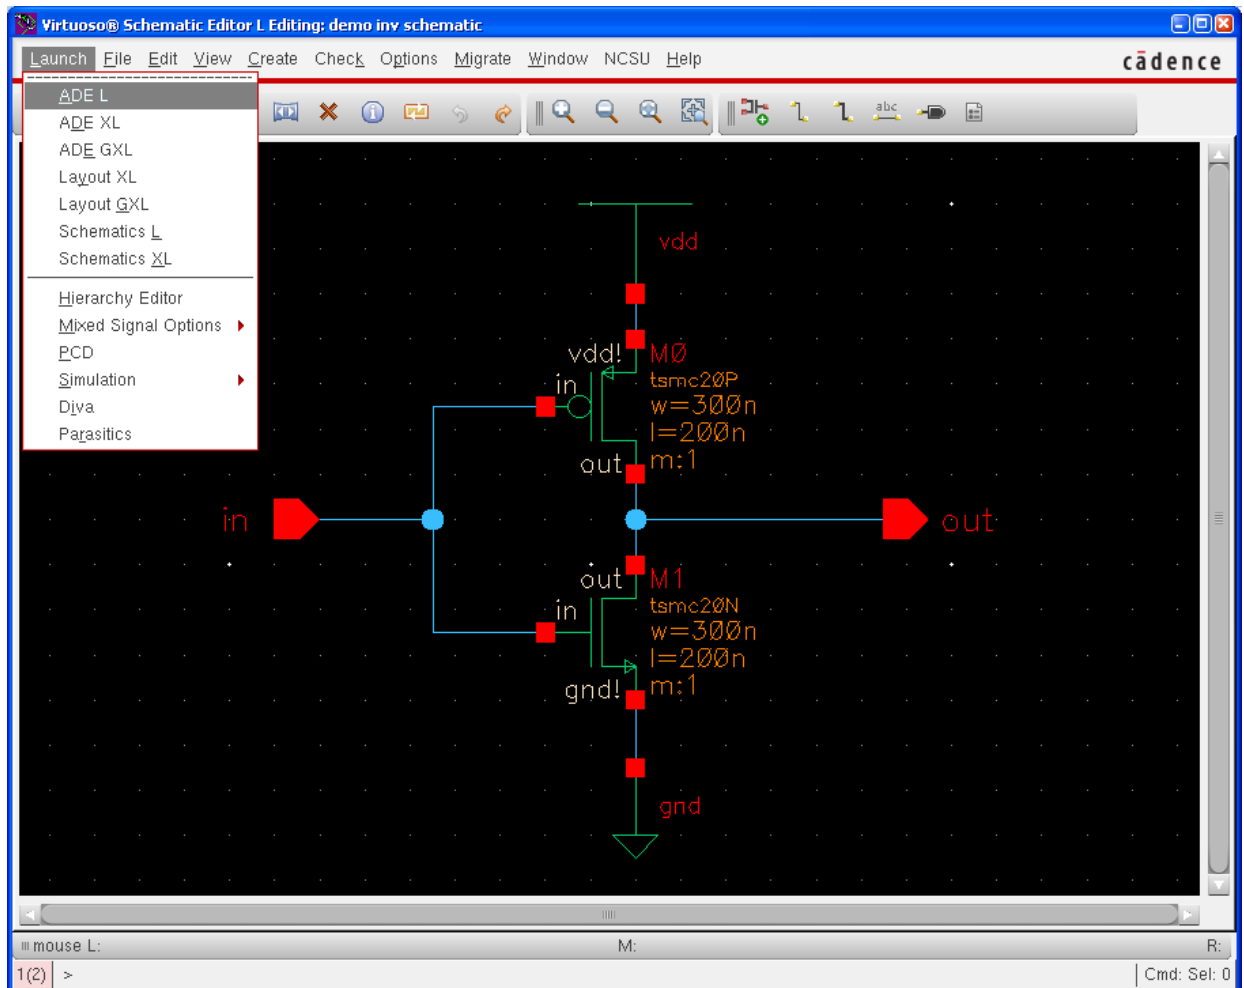 Virtuoso® Schematic Editor L Editing: demo inv schematic
Launch File Edit View Create Check Options Migrate Window NCSU Help cādence
ADE L
ADE XL
ADE GXL
Layout XL
Layout GXL
Schematics L
Schematics XL
Hierarchy Editor
Mixed Signal Options
PCD
Simulation
Diva
Parasitics
abc
vdd
vdd! M0
in tsmc20P
w=300n
l=200n
out m:1
in out
out M1
in tsmc20N
w=300n
l=200n
gnd! m:1
gnd
mouse L: M: R:
1(2) > Cmd: Sel: 0